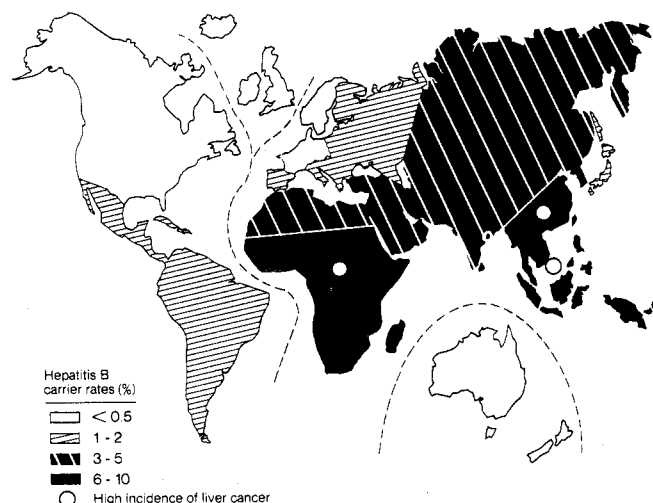 Hepatitis B
carrier rates (%)
< 0.5
1 - 2
3 - 5
6 - 10
High incidence of liver cancer